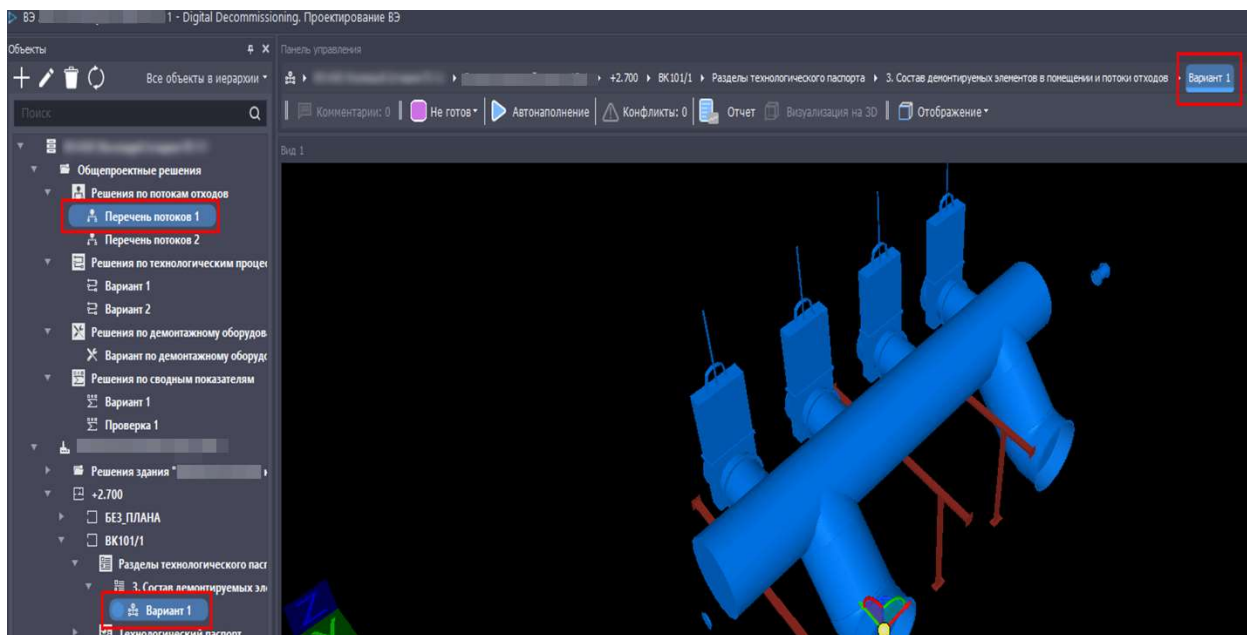 ВЭ 1 - Digital Decommissioning. Проектирование ВЭ
Объекты
Панель управления
Все объекты в иерархии
+2.700 ВК101/1 Разделы технологического паспорта 3. Состав демонтируемых элементов в помещении и потоки отходов Вариант 1
Поиск
Комментарии: 0 Не готов Автонаполнение Конфликты: 0 Отчет Визуализация на 3D Отображение
Вид 1
Общепроектные решения
Решения по потокам отходов
Перечень потоков 1
Перечень потоков 2
Решения по технологическим процес
Вариант 1
Вариант 2
Решения по демонтажному оборудов
Вариант по демонтажному оборудо
Решения по сводным показателям
Вариант 1
Проверка 1
Решения здания "
+2.700
БЕЗ_ПЛАНА
ВК101/1
Разделы технологического пасп
3. Состав демонтируемых эле
Вариант 1
Технологический паспорт